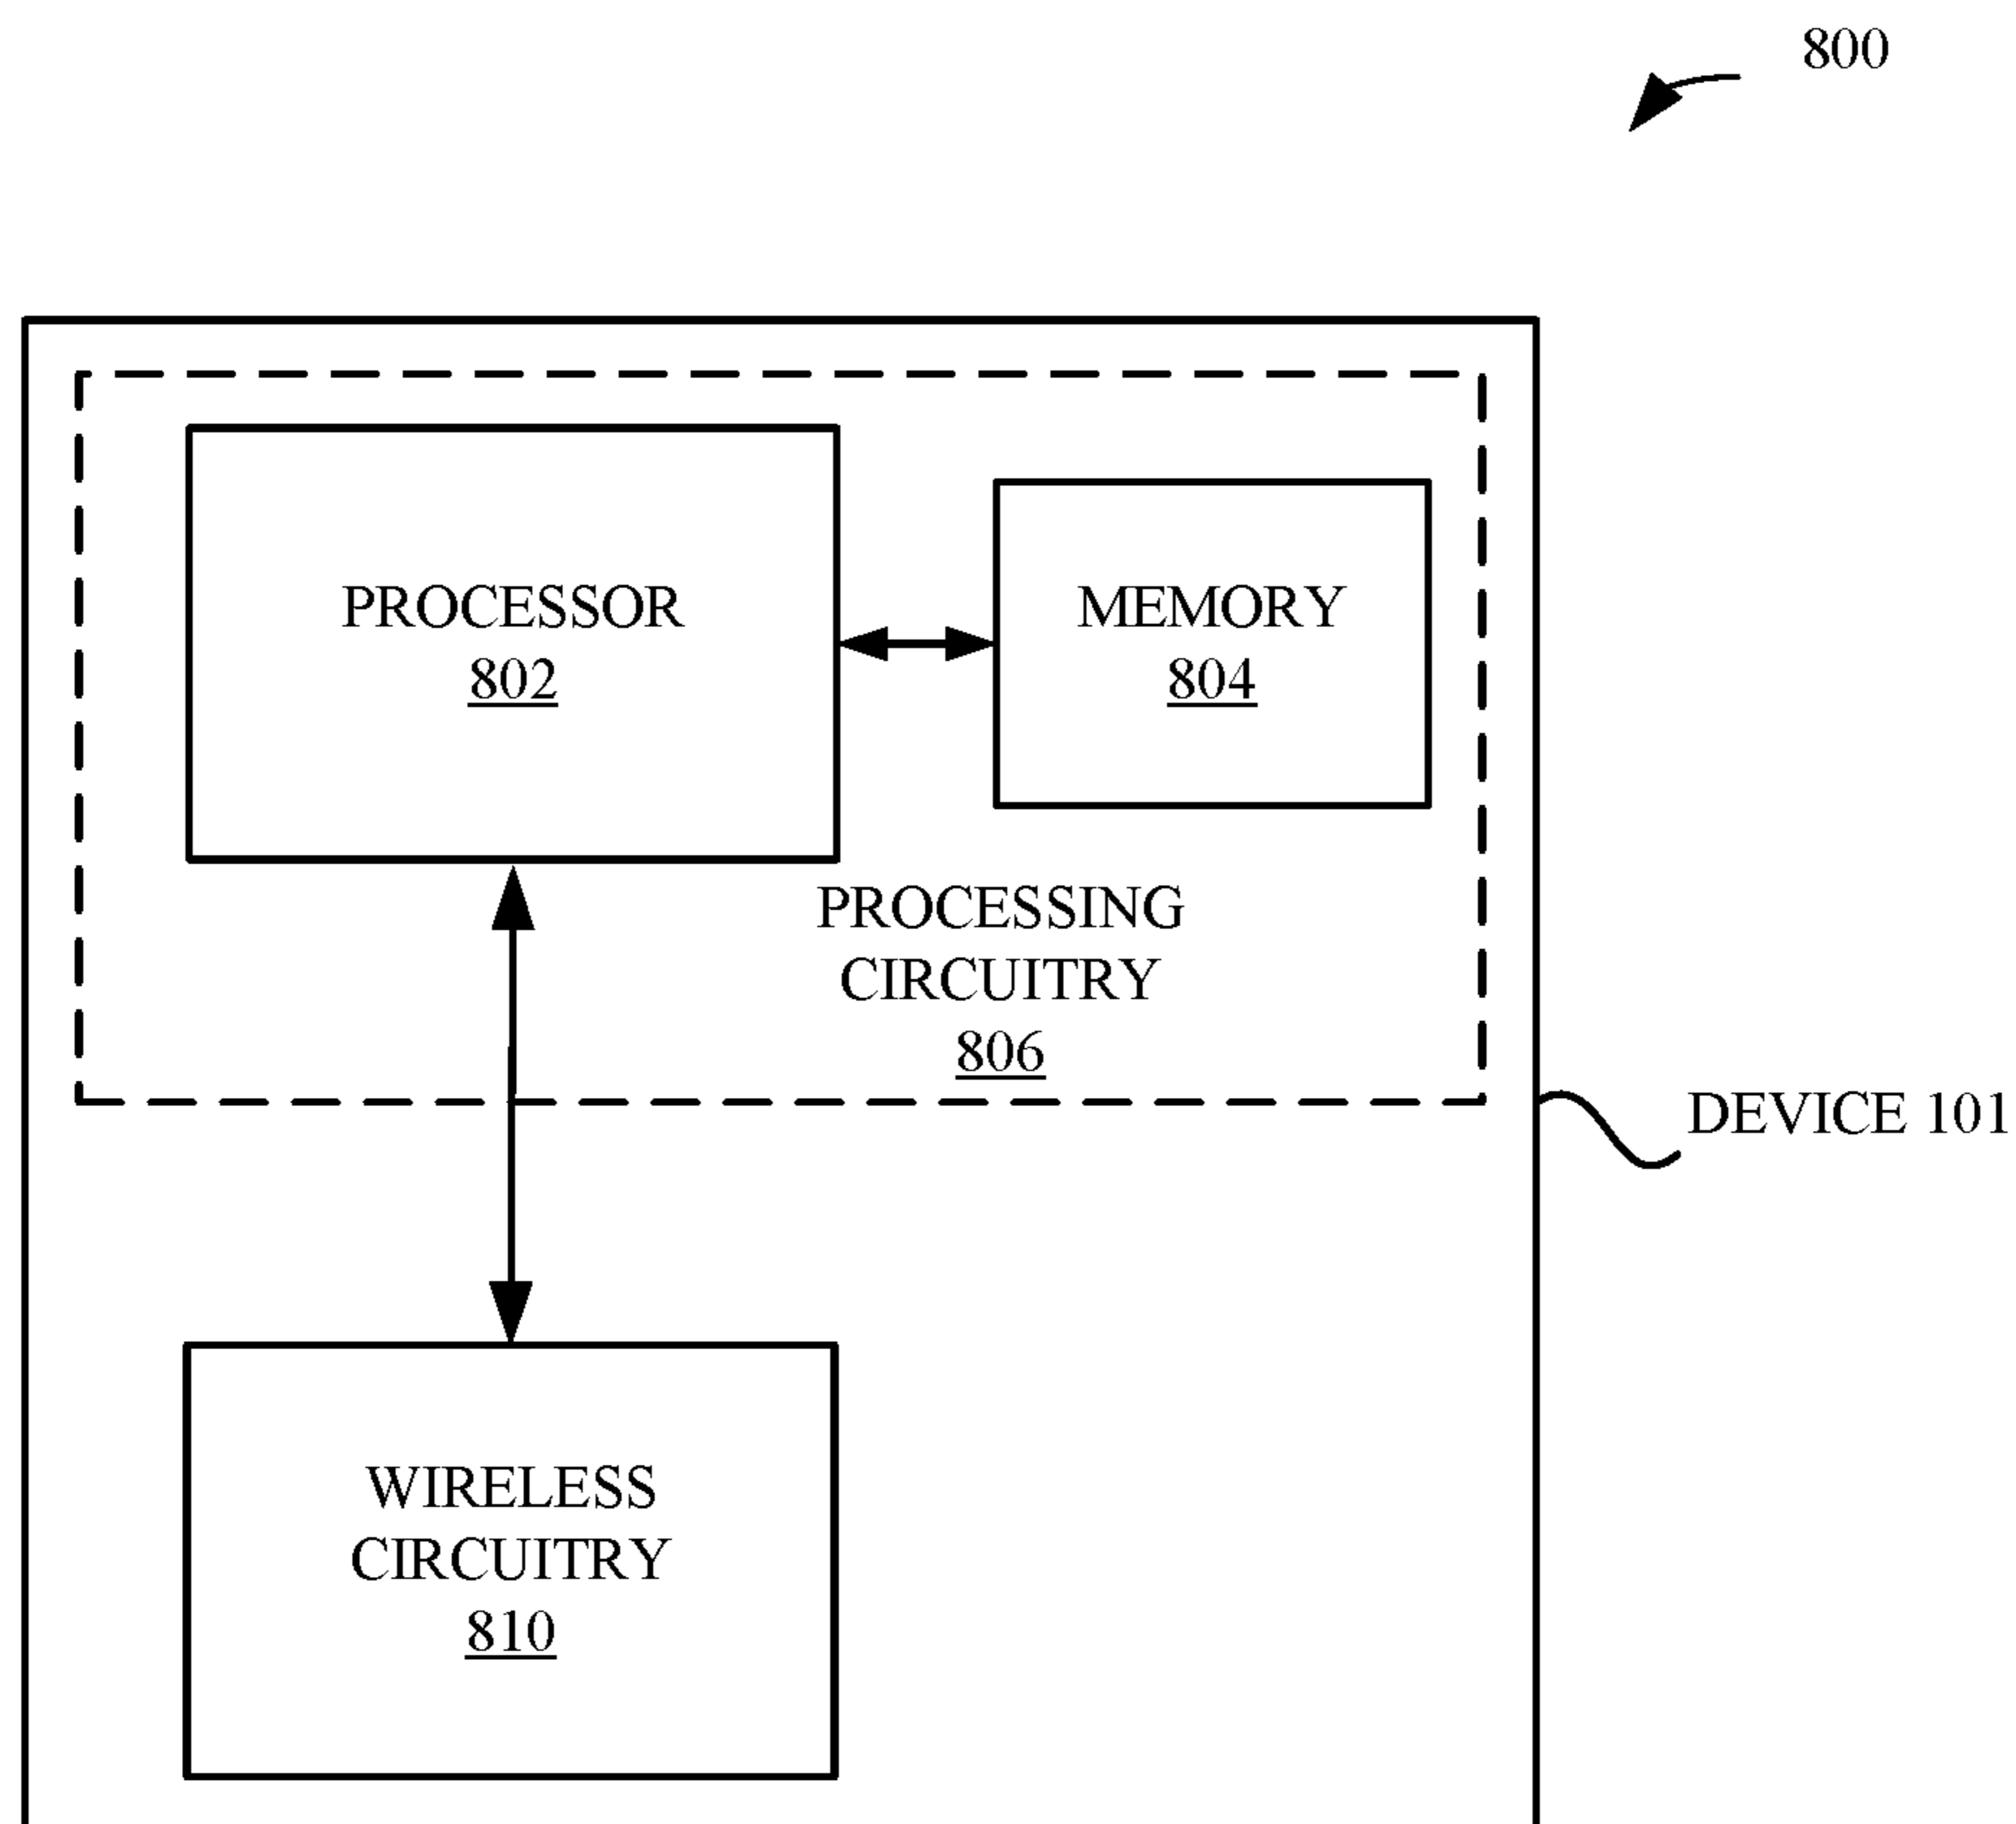 800
PROCESSOR
802
MEMORY
804
PROCESSING
CIRCUITRY
806
DEVICE 101
WIRELESS
CIRCUITRY
810